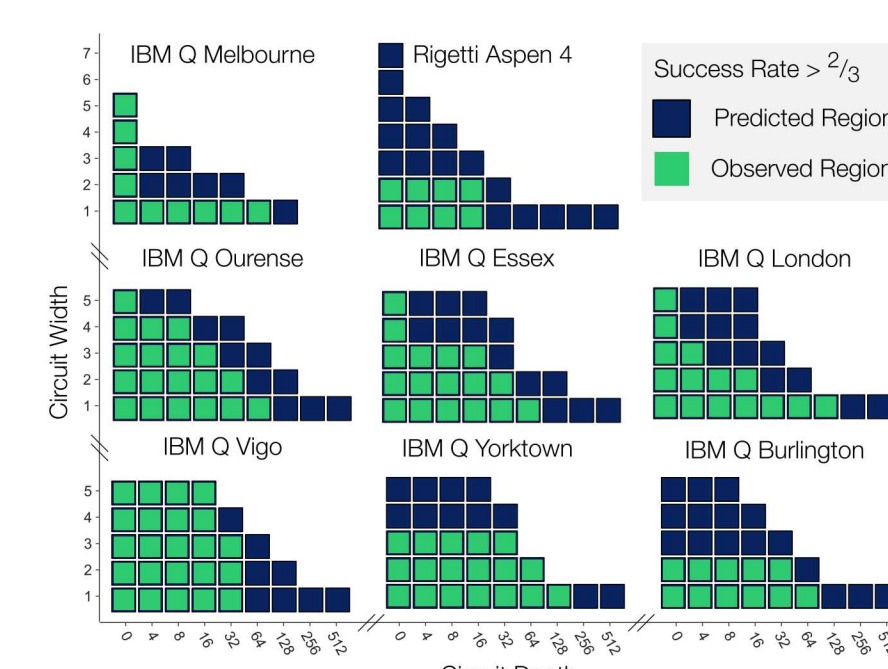 IBM Q Melbourne
Rigetti Aspen 4
Success Rate > 2/3
Predicted Region
Observed Region
7
6
5
4
3
2
1
IBM Q Ourense
IBM Q Essex
IBM Q London
Circuit Width
5
4
3
2
1
IBM Q Vigo
IBM Q Yorktown
IBM Q Burlington
5
4
3
2
1
0 4 8 16 32 64 128 256 512
0 4 8 16 32 64 128 256 512
0 4 8 16 32 64 128 256 512